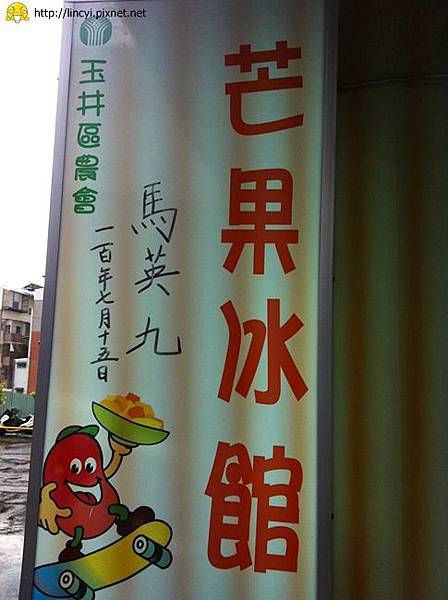 http://lincyi.pixnet.net
芒果冰館
玉井區農會
馬英九
一百年七月十五日